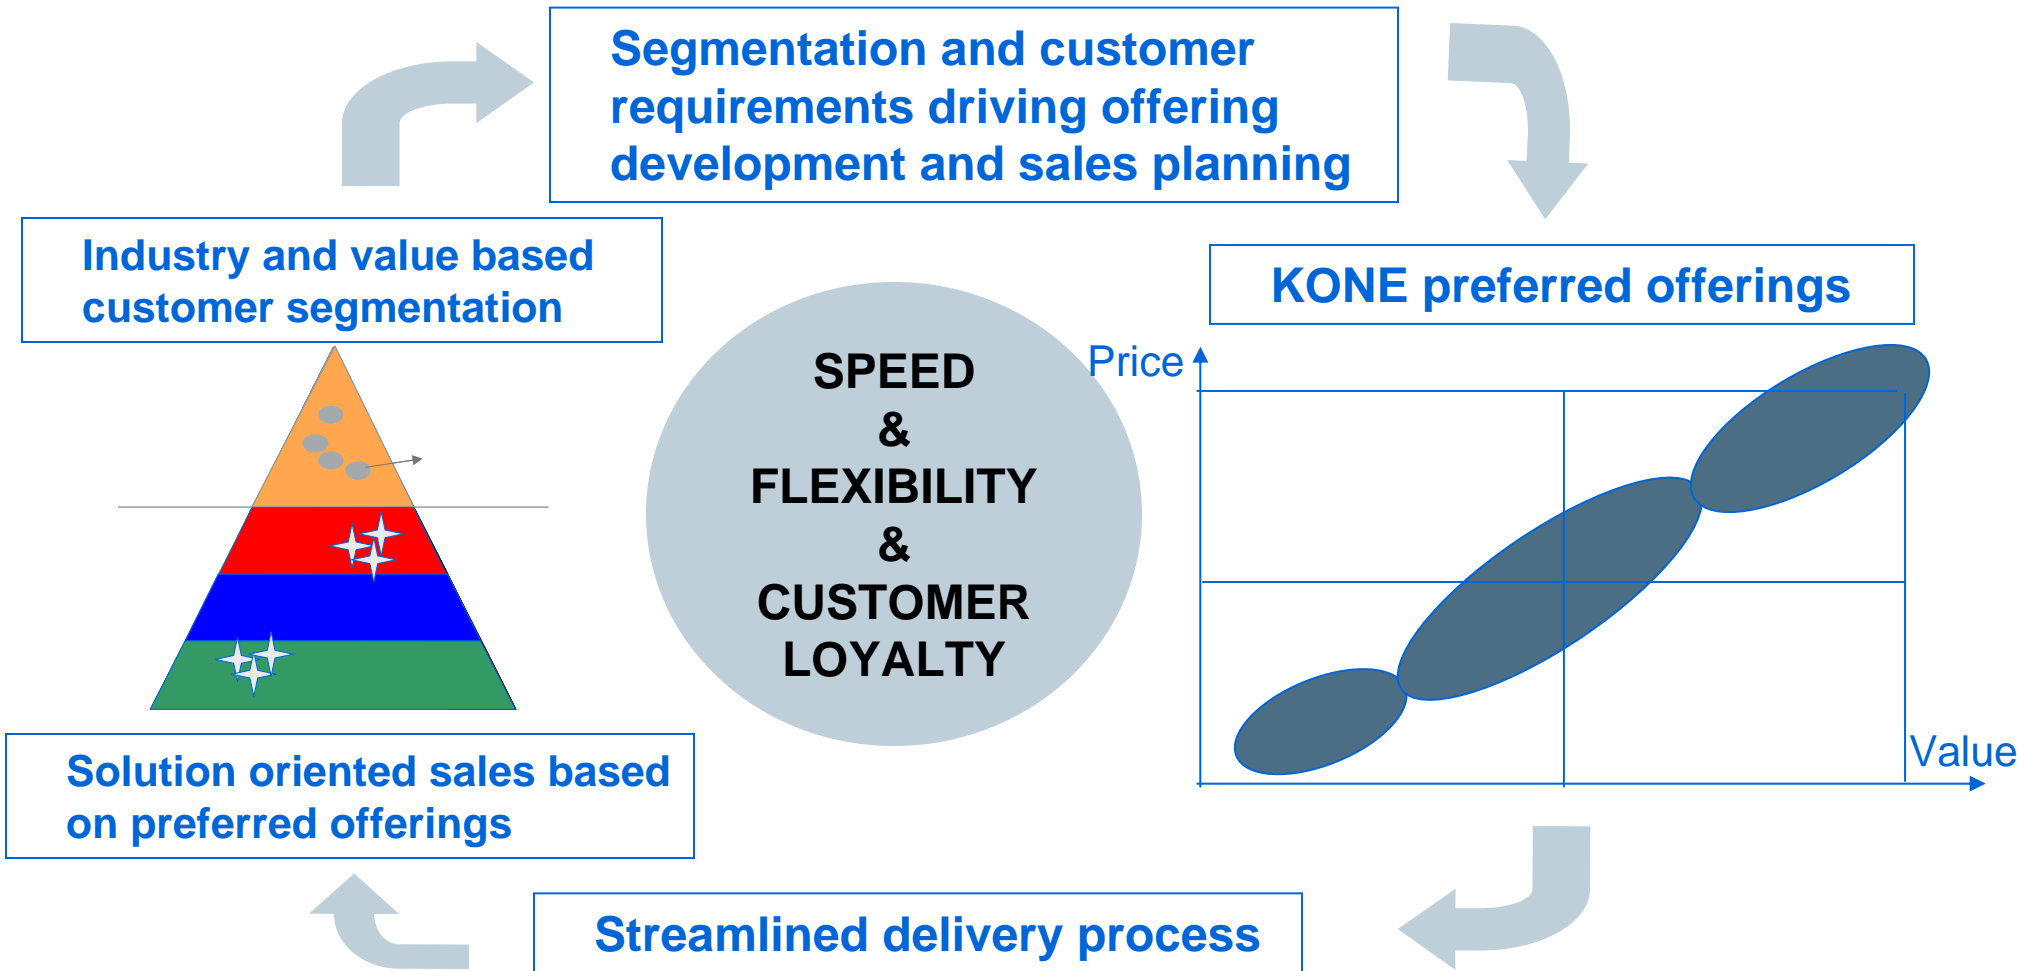 Segmentation and customer
requirements driving offering
development and sales planning
Industry and value based
customer segmentation
KONE preferred offerings
SPEED
&
FLEXIBILITY
&
CUSTOMER
LOYALTY
Price
Value
Solution oriented sales based
on preferred offerings
Streamlined delivery process